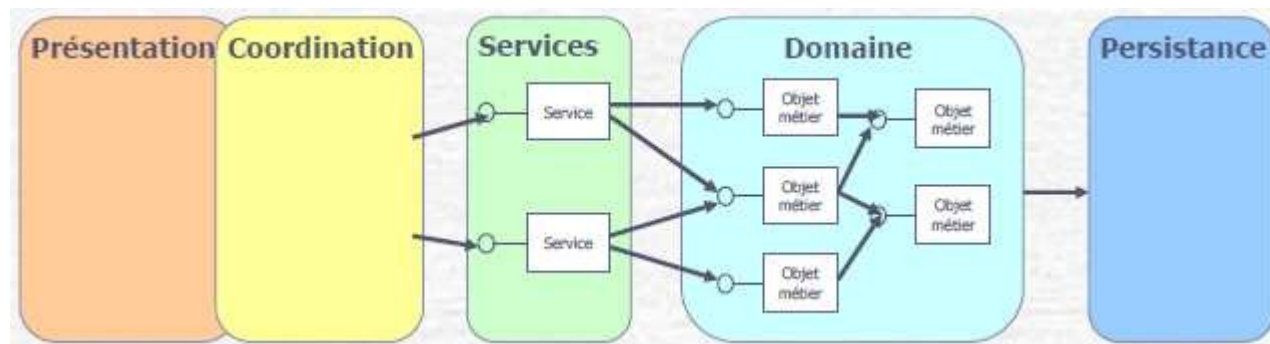 Présentation
Coordination
Services
Domaine
Persistance
Service
Service
Objet
métier
Objet
métier
Objet
métier
Objet
métier
Objet
métier